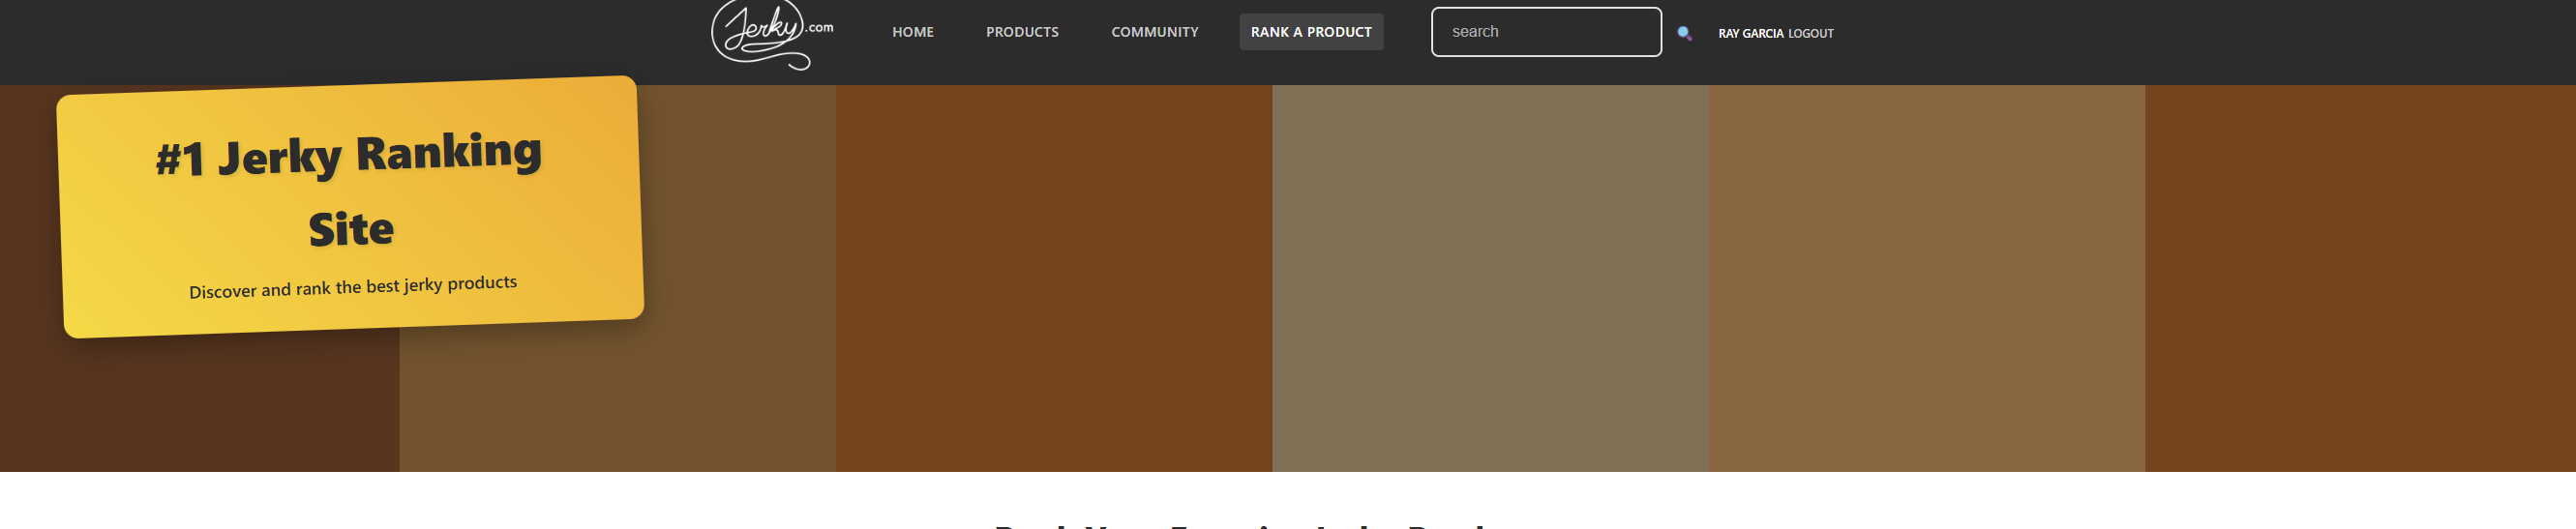 Jerky.com
HOME PRODUCTS COMMUNITY RANK A PRODUCT search RAY GARCIA LOGOUT
#1 Jerky Ranking
Site
Discover and rank the best jerky products